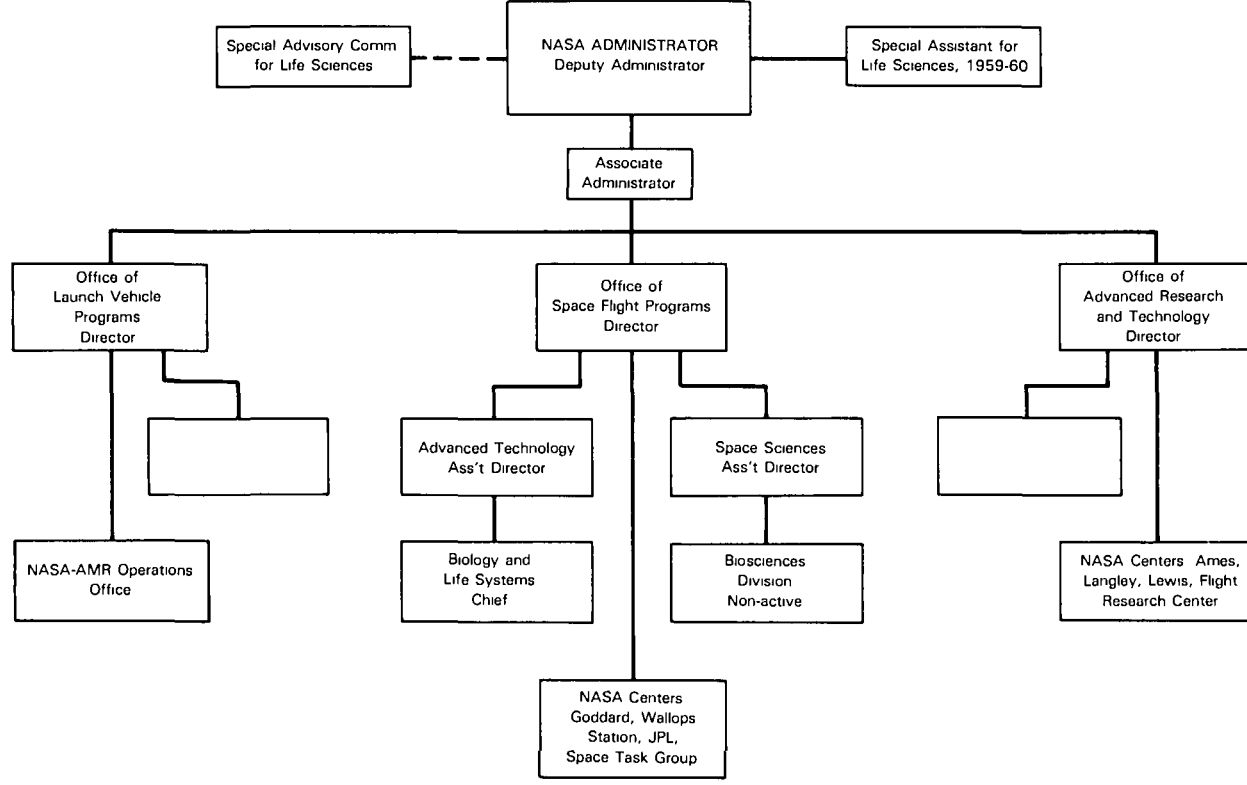 Special Advisory Comm
for Life Sciences
NASA ADMINISTRATOR
Deputy Administrator
Special Assistant for
Life Sciences, 1959-60
Associate
Administrator
Office of
Launch Vehicle
Programs
Director
Office of
Space Flight Programs
Director
Office of
Advanced Research
and Technology
Director
Advanced Technology
Ass't Director
Space Sciences
Ass't Director
NASA-AMR Operations
Office
Biology and
Life Systems
Chief
Biosciences
Division
Non-active
NASA Centers Ames,
Langley, Lewis, Flight
Research Center
NASA Centers
Goddard, Wallops
Station, JPL,
Space Task Group